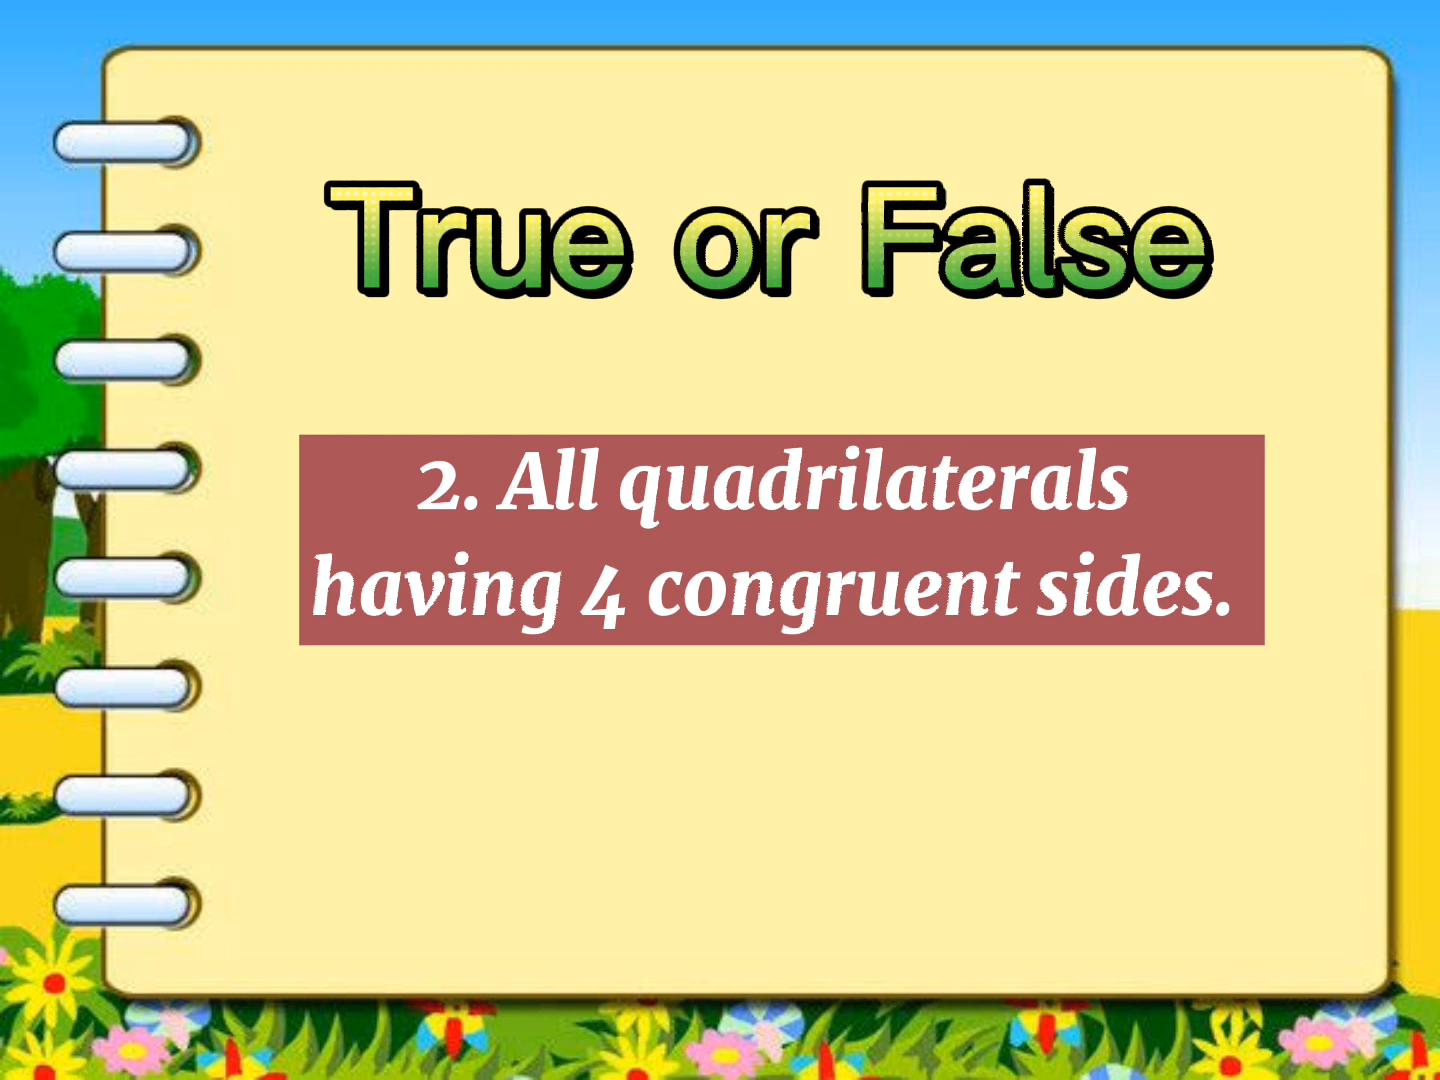 True or False
2. All quadrilaterals
having 4 congruent sides.